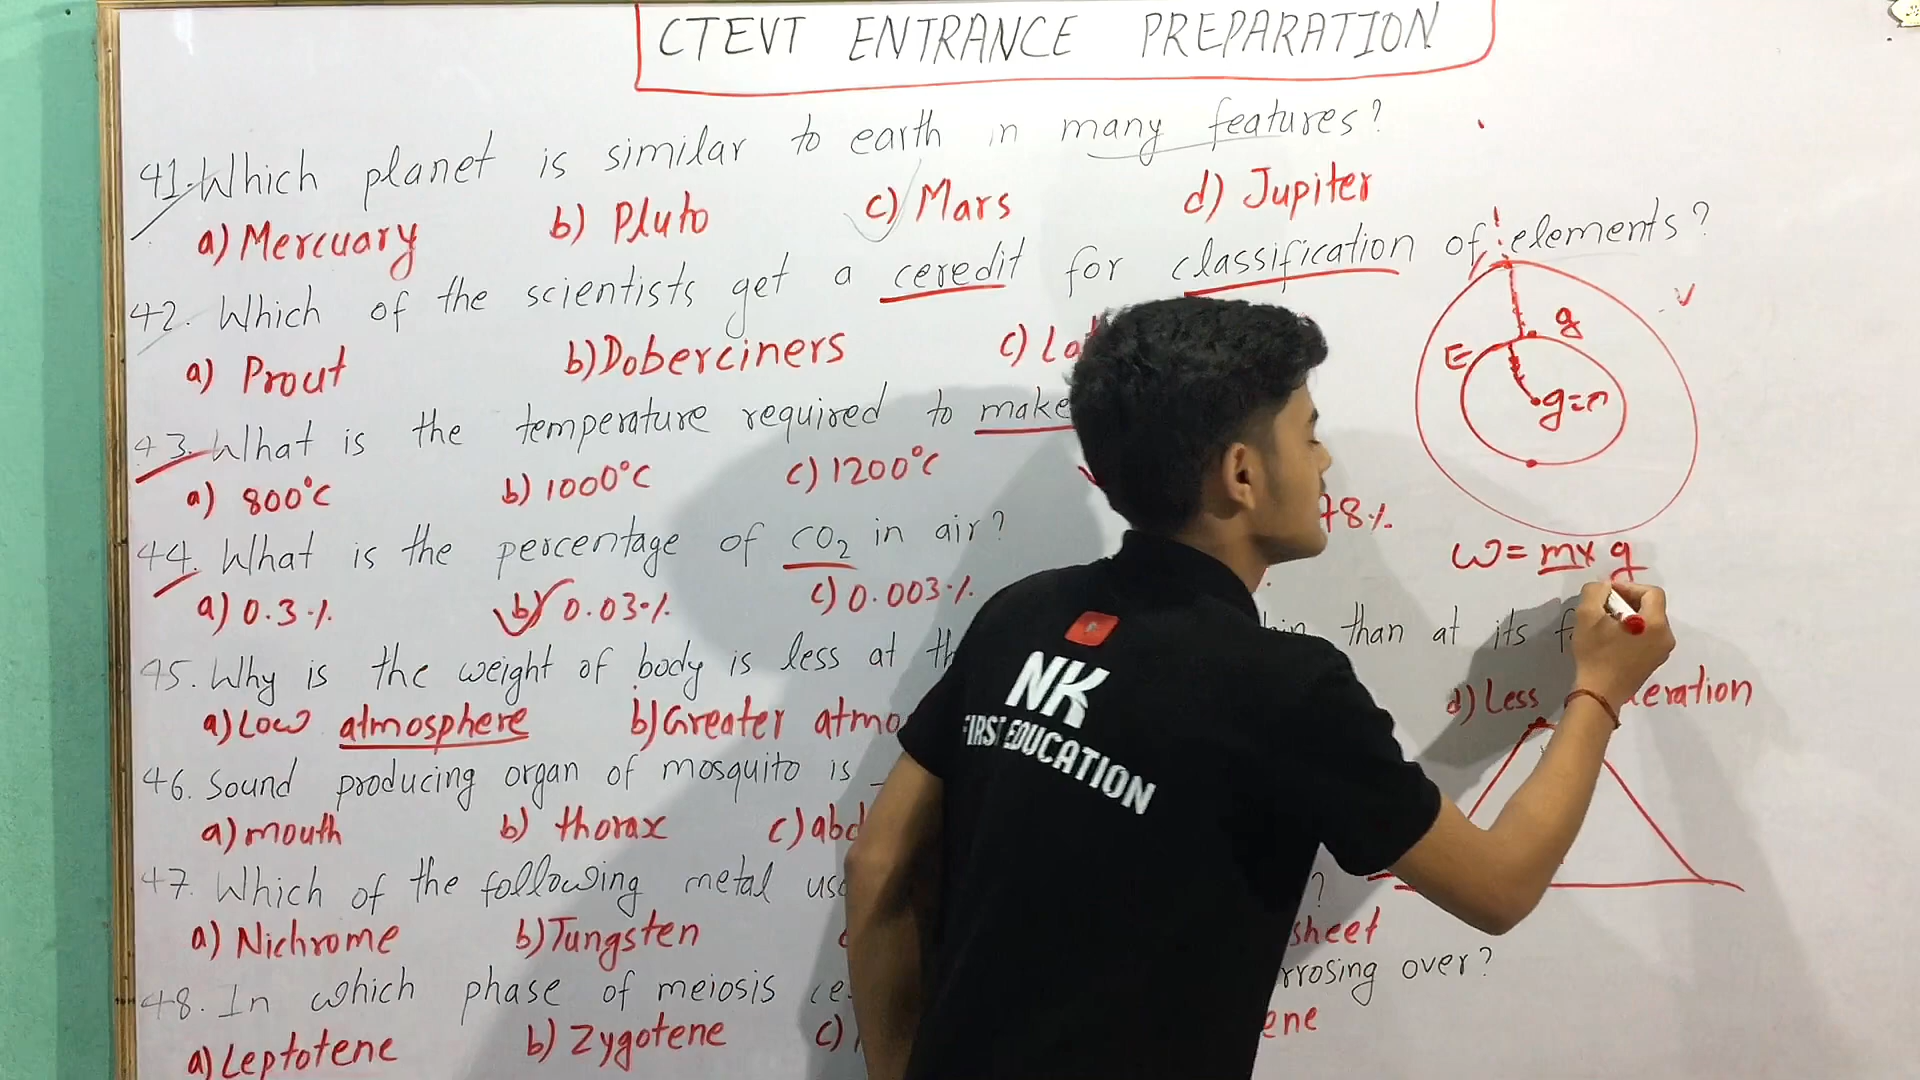 CTEVT ENTRANCE PREPARATION
41. Which planet is similar to earth in many features?
a) Mercuary b) Pluto c) Mars d) Jupiter
42. Which of the scientists get a ceredit for classification of elements?
a) Prout b) Doberciners c)
43. What is the temperature required to make
a) 800°C b) 1000°C c) 1200°C
44. What is the percentage of CO2 in air?
a) 0.3% b) 0.03% c) 0.003% 78%
45. Why is the weight of body is less at than at its
a) Low atmosphere b) Greater d) Less
46. Sound producing organ of mosquito is
a) mouth b) thorax c)
47. Which of the following metal ?
a) Nichrome b) Tungsten sheet
48. In which phase of meiosis over?
a) Leptotene b) Zygotene c)
g
E
g=0
W = m x g
NK
FIRST EDUCATION